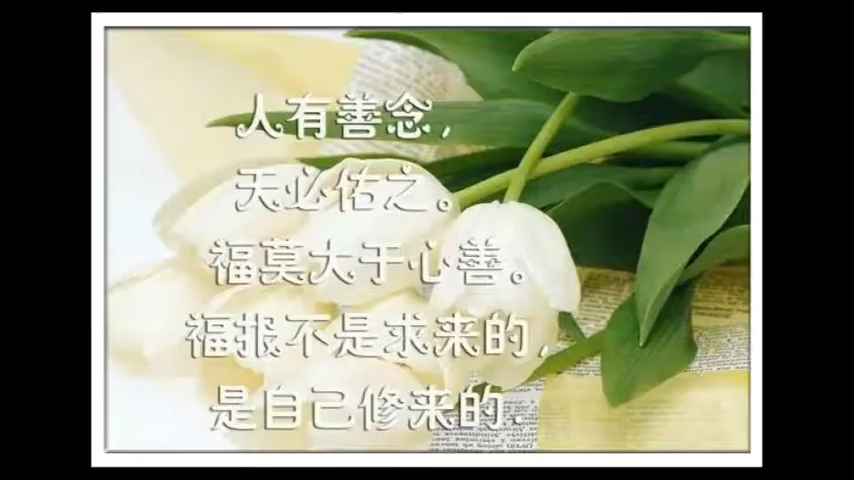 人有善念，
天必佑之。
福莫大于心善。
福报不是求来的，
是自己修来的.